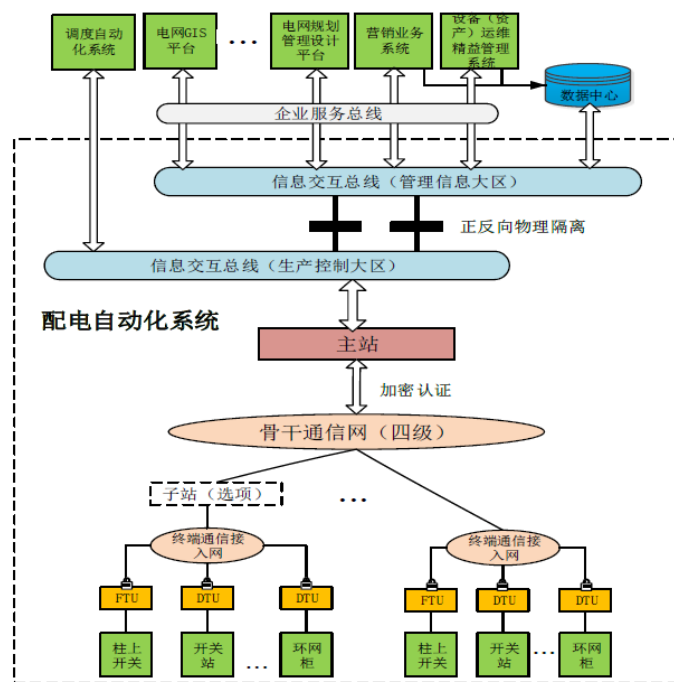 调度自动
化系统
电网GIS
平台
...
电网规划
管理设计
平台
营销业务
系统
设备（资
产）运维
精益管理
系统
数据中心
企业服务总线
信息交互总线（管理信息大区）
正反向物理隔离
信息交互总线（生产控制大区）
配电自动化系统
主站
加密认证
骨干通信网（四级）
子站（选项）
...
终端通信接
入网
终端通信接
入网
FTU
DTU
DTU
FTU
DTU
DTU
柱上
开关
开关
站
...
环网
柜
柱上
开关
开关
站
...
环网
柜